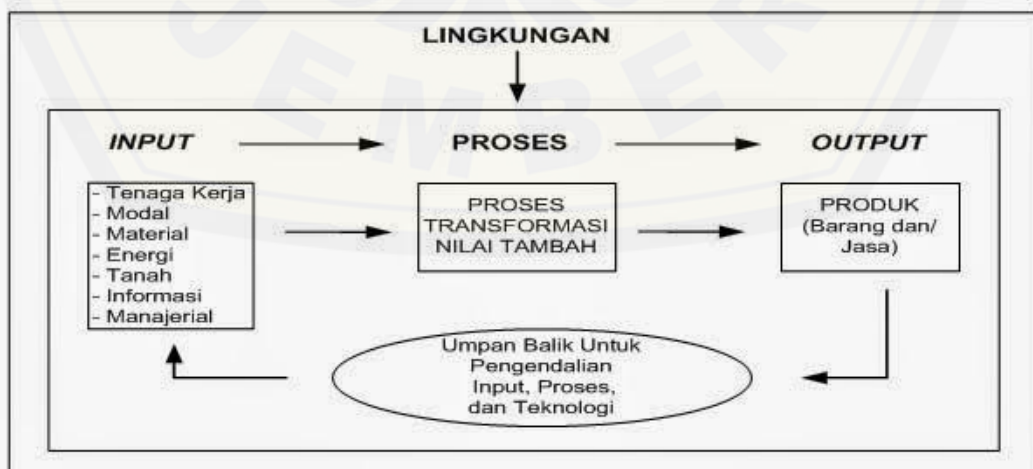 LINGKUNGAN
INPUT
PROSES
OUTPUT
- Tenaga Kerja
- Modal
- Material
- Energi
- Tanah
- Informasi
- Manajerial
PROSES
TRANSFORMASI
NILAI TAMBAH
PRODUK
(Barang dan/
Jasa)
Umpan Balik Untuk
Pengendalian
Input, Proses,
dan Teknologi
JEMBER